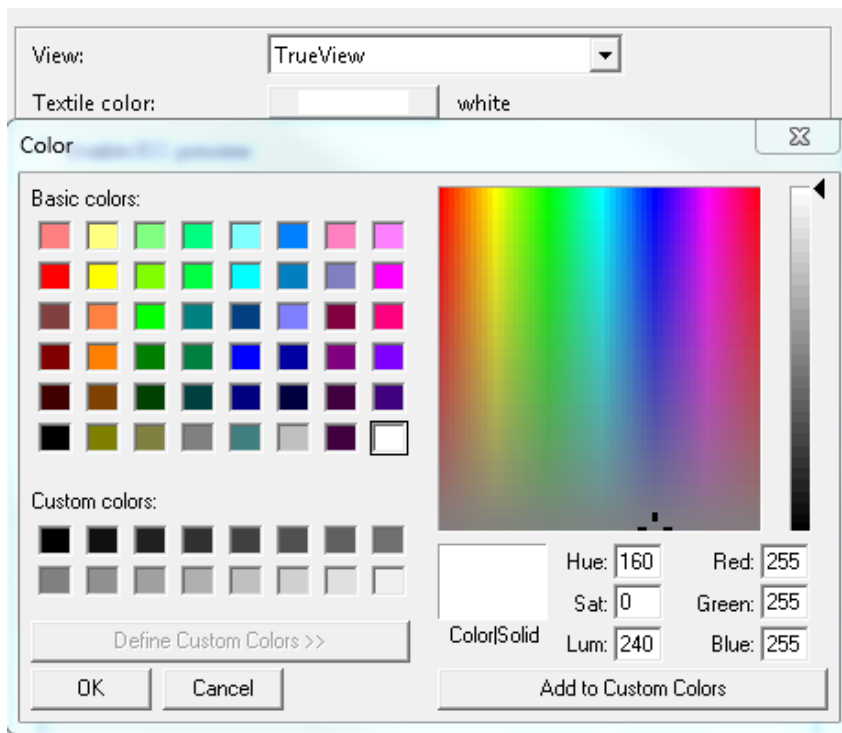 View: TrueView
Textile color: white
Color
Basic colors:
Custom colors:
Define Custom Colors >>
OK Cancel
Color|Solid
Hue: 160 Red: 255
Sat: 0 Green: 255
Lum: 240 Blue: 255
Add to Custom Colors